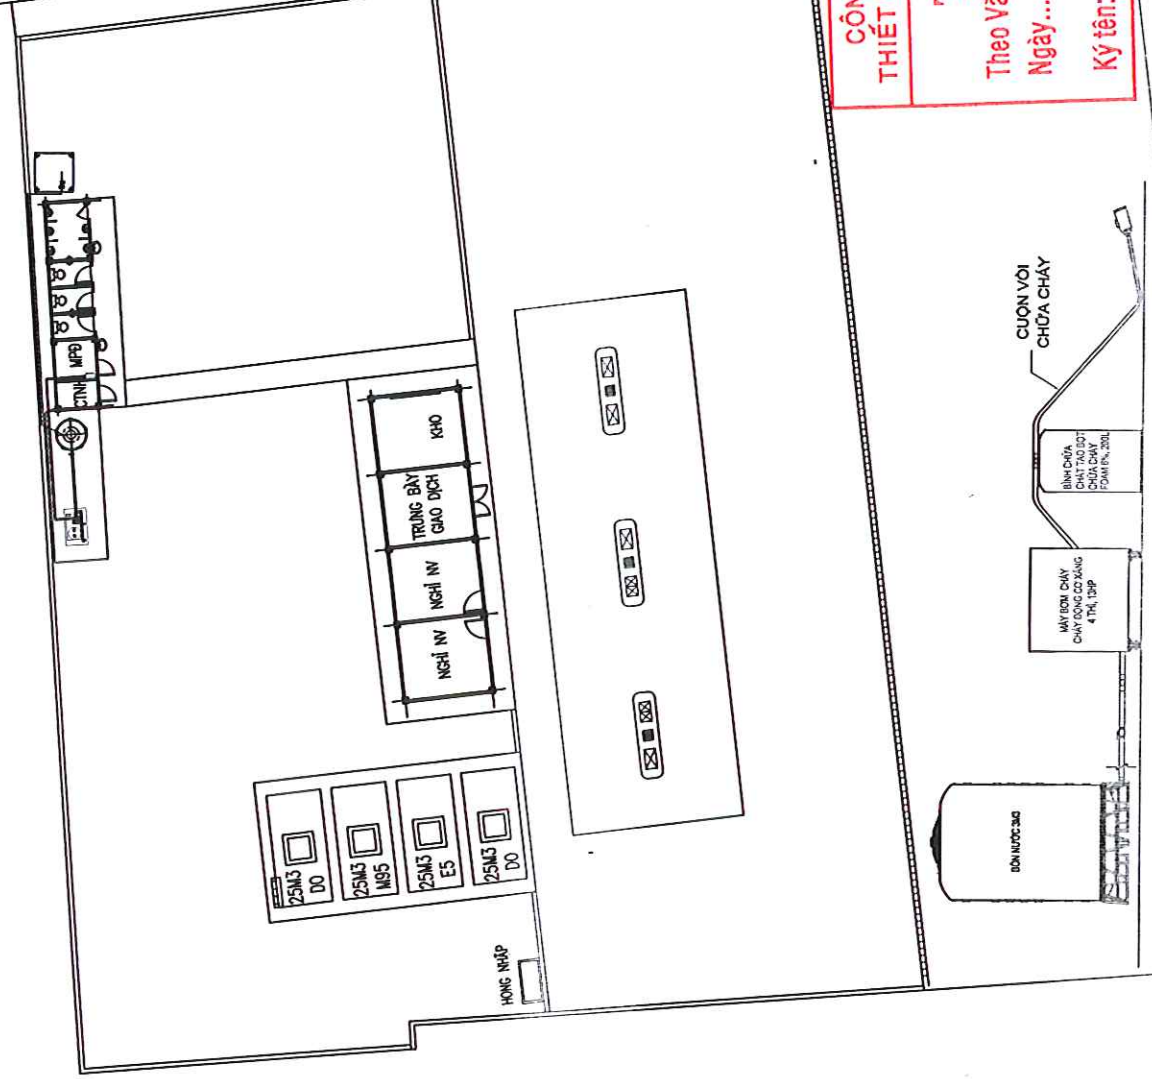 CÔN
THIẾT
Theo Vă
Ngày...
Ký tên:
MPĐ
CTNH
KHO
TRƯNG BÀY
GIAO DỊCH
NGHỈ NV
NGHỈ NV
25M3
DO
25M3
M95
25M3
E5
25M3
DO
HỌNG NHẬP
CUỘN VÒI
CHỮA CHÁY
BÌNH CHỨA
CHẤT TẠO BỌT
CHỮA CHÁY
FOAM 6%, 200L
MÁY BƠM CHÁY
CHẠY ĐỘNG CƠ XĂNG
4 THÌ, 13HP
BỒN NƯỚC 3M3